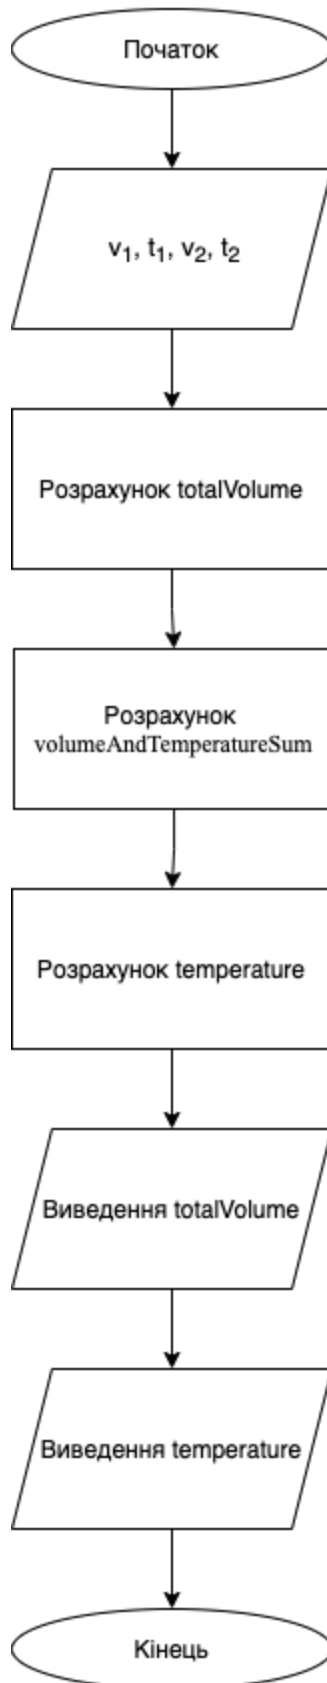 Початок
v₁, t₁, v₂, t₂
Розрахунок totalVolume
Розрахунок
volumeAndTemperatureSum
Розрахунок temperature
Виведення totalVolume
Виведення temperature
Кінець